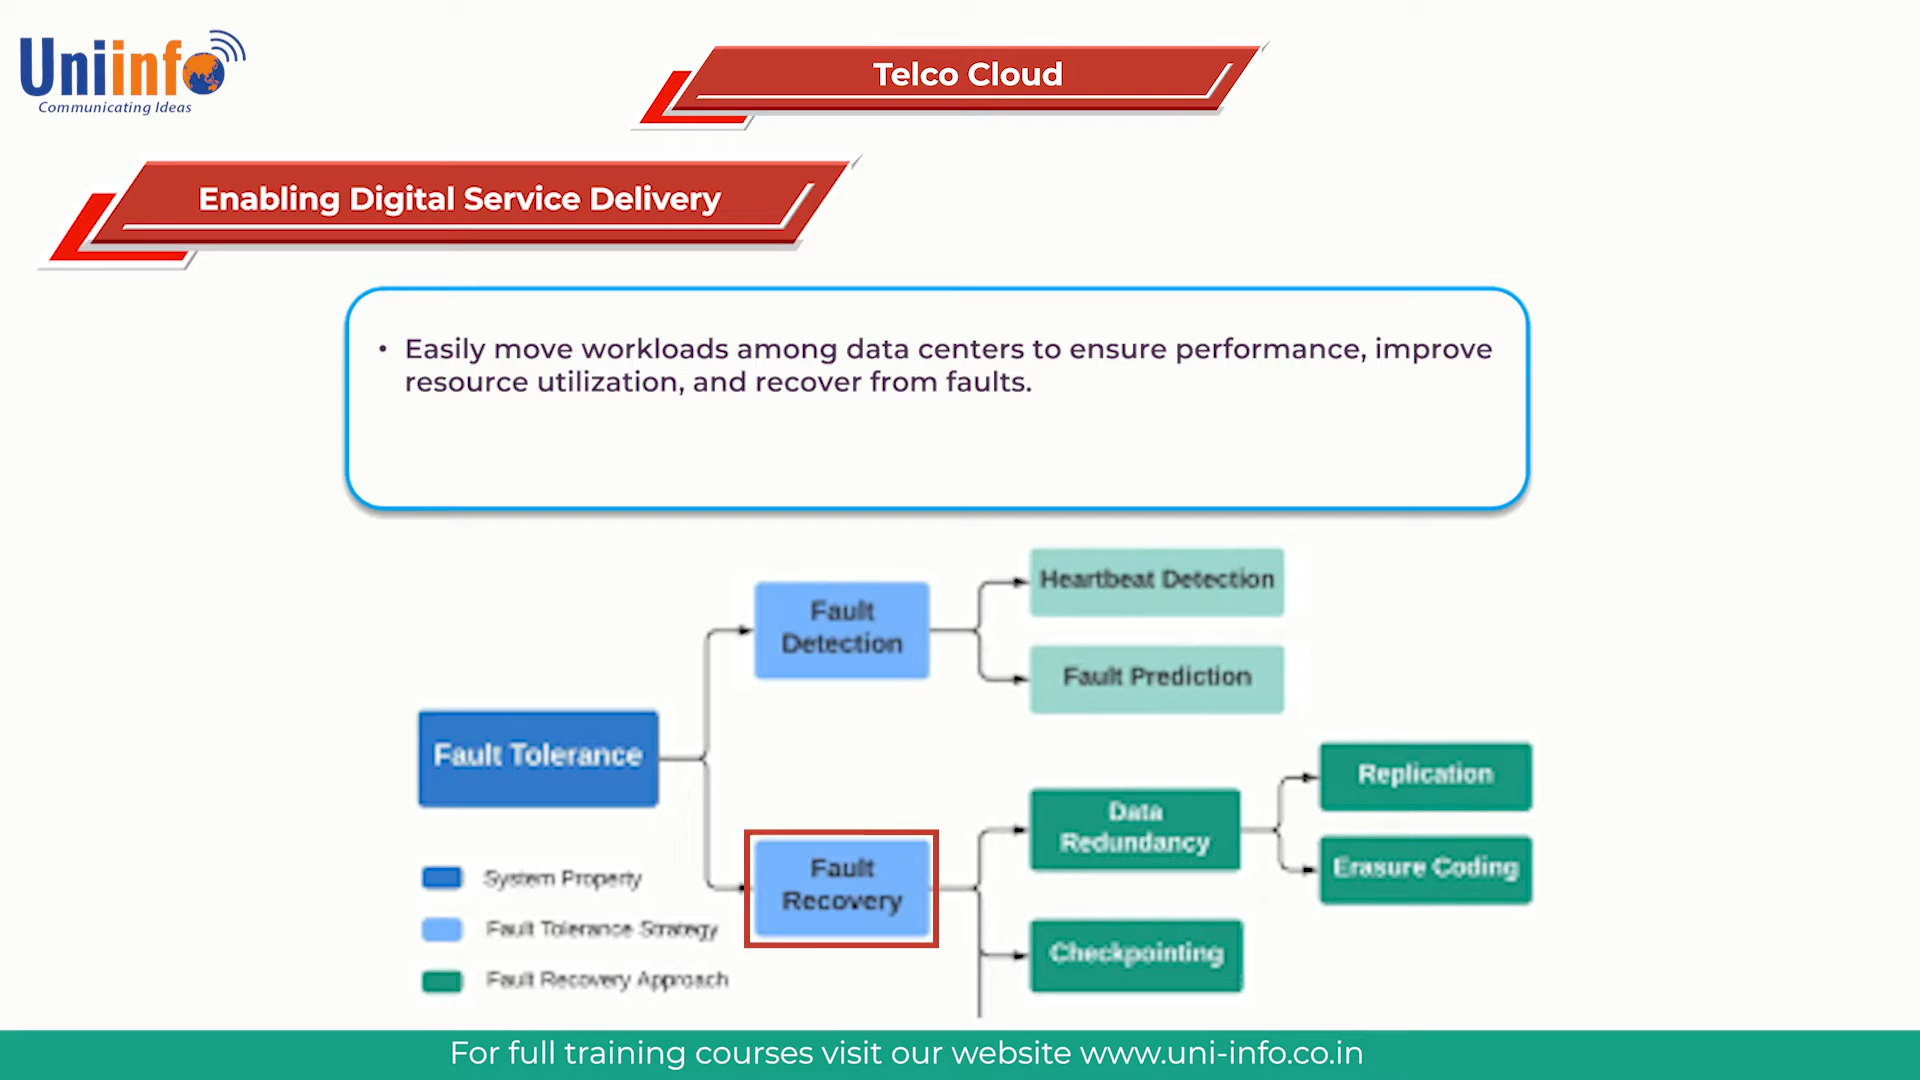 Uniinfo
Communicating Ideas
Telco Cloud
Enabling Digital Service Delivery
• Easily move workloads among data centers to ensure performance, improve
resource utilization, and recover from faults.
Heartbeat Detection
Fault
Detection
Fault Prediction
Fault Tolerance
Replication
Data
Redundancy
Erasure Coding
Fault
Recovery
Checkpointing
System Property
Fault Tolerance Strategy
Fault Recovery Approach
For full training courses visit our website www.uni-info.co.in